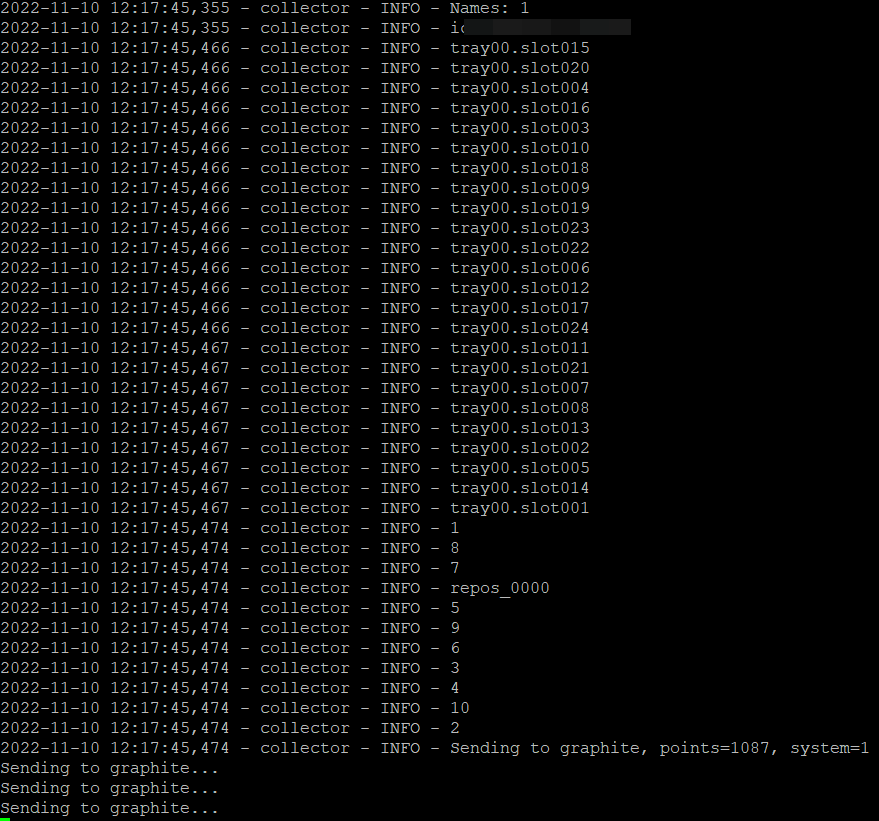 2022-11-10 12:17:45,355 - collector - INFO - Names: 1
2022-11-10 12:17:45,355 - collector - INFO -
2022-11-10 12:17:45,466 - collector - INFO - tray00.slot015
2022-11-10 12:17:45,466 - collector - INFO - tray00.slot020
2022-11-10 12:17:45,466 - collector - INFO - tray00.slot004
2022-11-10 12:17:45,466 - collector - INFO - tray00.slot016
2022-11-10 12:17:45,466 - collector - INFO - tray00.slot003
2022-11-10 12:17:45,466 - collector - INFO - tray00.slot010
2022-11-10 12:17:45,466 - collector - INFO - tray00.slot018
2022-11-10 12:17:45,466 - collector - INFO - tray00.slot009
2022-11-10 12:17:45,466 - collector - INFO - tray00.slot019
2022-11-10 12:17:45,466 - collector - INFO - tray00.slot023
2022-11-10 12:17:45,466 - collector - INFO - tray00.slot022
2022-11-10 12:17:45,466 - collector - INFO - tray00.slot006
2022-11-10 12:17:45,466 - collector - INFO - tray00.slot012
2022-11-10 12:17:45,466 - collector - INFO - tray00.slot017
2022-11-10 12:17:45,466 - collector - INFO - tray00.slot024
2022-11-10 12:17:45,467 - collector - INFO - tray00.slot011
2022-11-10 12:17:45,467 - collector - INFO - tray00.slot021
2022-11-10 12:17:45,467 - collector - INFO - tray00.slot007
2022-11-10 12:17:45,467 - collector - INFO - tray00.slot008
2022-11-10 12:17:45,467 - collector - INFO - tray00.slot013
2022-11-10 12:17:45,467 - collector - INFO - tray00.slot002
2022-11-10 12:17:45,467 - collector - INFO - tray00.slot005
2022-11-10 12:17:45,467 - collector - INFO - tray00.slot014
2022-11-10 12:17:45,467 - collector - INFO - tray00.slot001
2022-11-10 12:17:45,474 - collector - INFO - 1
2022-11-10 12:17:45,474 - collector - INFO - 8
2022-11-10 12:17:45,474 - collector - INFO - 7
2022-11-10 12:17:45,474 - collector - INFO - repos_0000
2022-11-10 12:17:45,474 - collector - INFO - 5
2022-11-10 12:17:45,474 - collector - INFO - 9
2022-11-10 12:17:45,474 - collector - INFO - 6
2022-11-10 12:17:45,474 - collector - INFO - 3
2022-11-10 12:17:45,474 - collector - INFO - 4
2022-11-10 12:17:45,474 - collector - INFO - 10
2022-11-10 12:17:45,474 - collector - INFO - 2
2022-11-10 12:17:45,474 - collector - INFO - Sending to graphite, points=1087, system=1
Sending to graphite...
Sending to graphite...
Sending to graphite...